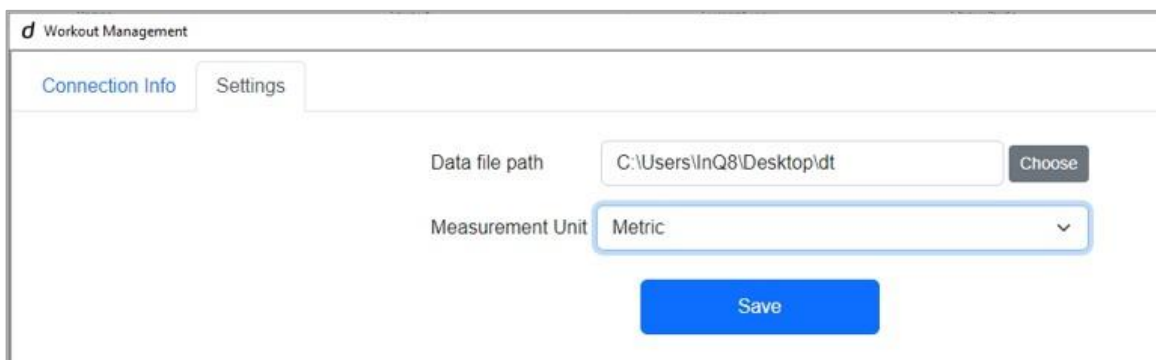 d Workout Management
Connection Info Settings
Data file path C:\Users\InQ8\Desktop\dt Choose
Measurement Unit Metric
Save